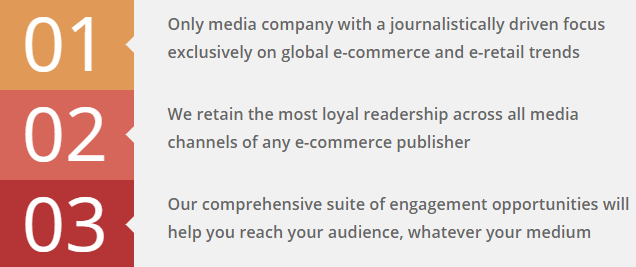 01
Only media company with a journalistically driven focus
exclusively on global e-commerce and e-retail trends
02
We retain the most loyal readership across all media
channels of any e-commerce publisher
03
Our comprehensive suite of engagement opportunities will
help you reach your audience, whatever your medium